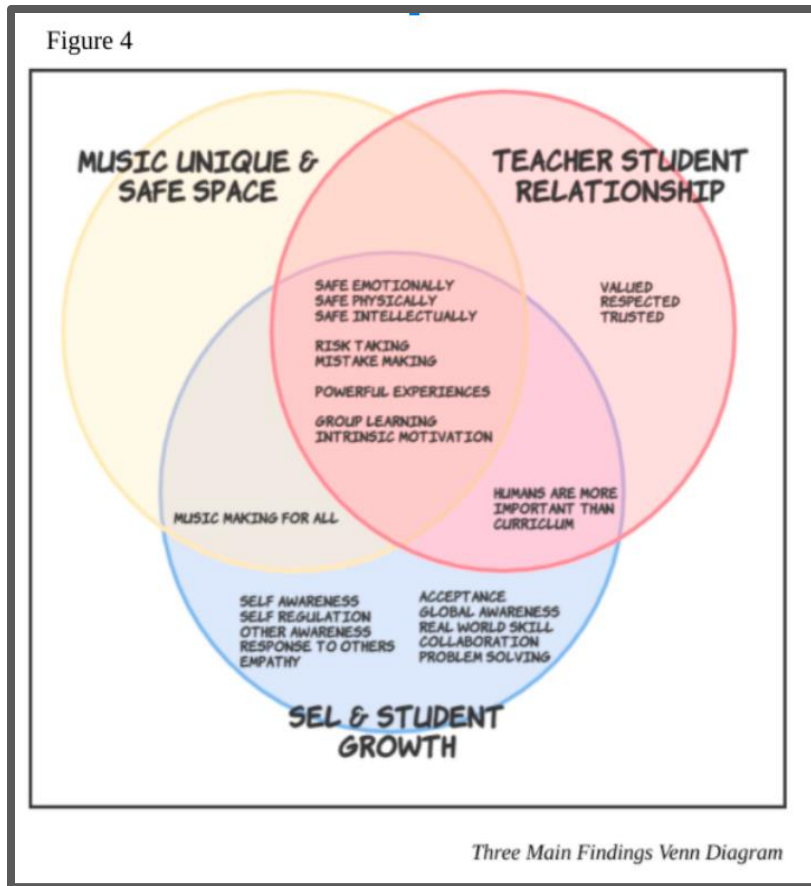 Figure 4
MUSIC UNIQUE &
SAFE SPACE
TEACHER STUDENT
RELATIONSHIP
SAFE EMOTIONALLY
SAFE PHYSICALLY
SAFE INTELLECTUALLY
RISK TAKING
MISTAKE MAKING
POWERFUL EXPERIENCES
GROUP LEARNING
INTRINSIC MOTIVATION
VALUED
RESPECTED
TRUSTED
MUSIC MAKING FOR ALL
HUMANS ARE MORE
IMPORTANT THAN
CURRICLUM
SELF AWARENESS
SELF REGULATION
OTHER AWARENESS
RESPONSE TO OTHERS
EMPATHY
ACCEPTANCE
GLOBAL AWARENESS
REAL WORLD SKILL
COLLABORATION
PROBLEM SOLVING
SEL & STUDENT
GROWTH
Three Main Findings Venn Diagram